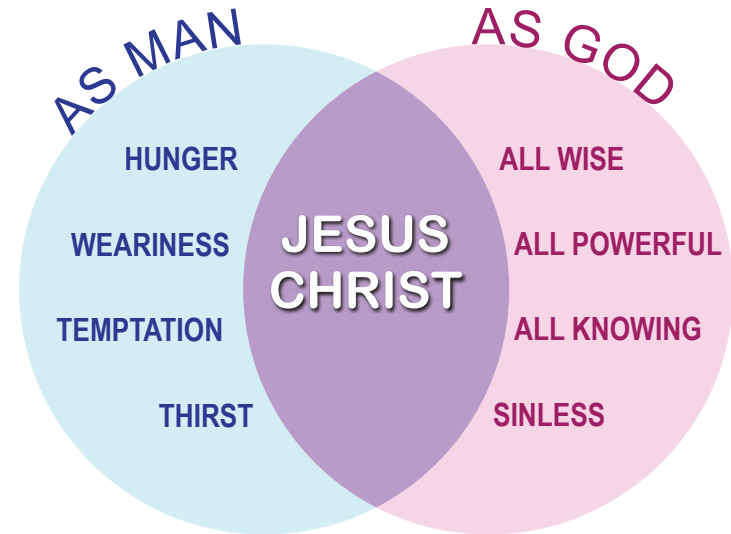 AS MAN
HUNGER
WEARINESS
TEMPTATION
THIRST
JESUS
CHRIST
AS GOD
ALL WISE
ALL POWERFUL
ALL KNOWING
SINLESS